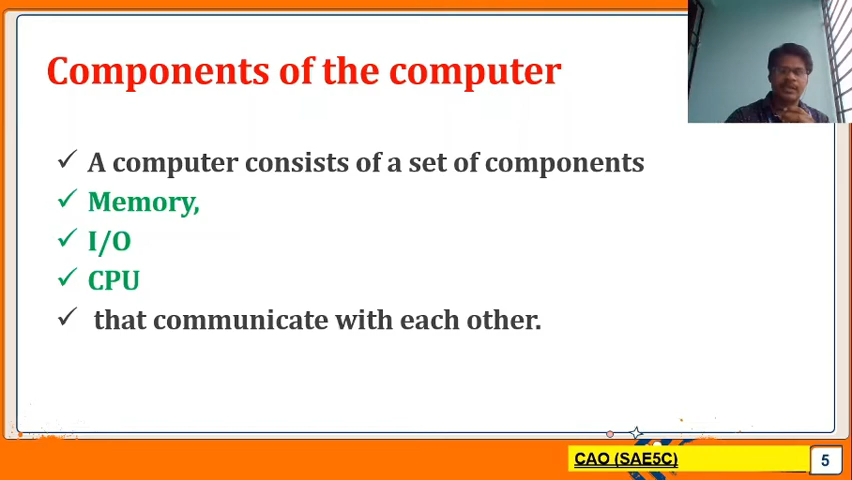 Components of the computer
✓ A computer consists of a set of components
✓ Memory,
✓ I/O
✓ CPU
✓ that communicate with each other.
CAO (SAE5C)
5